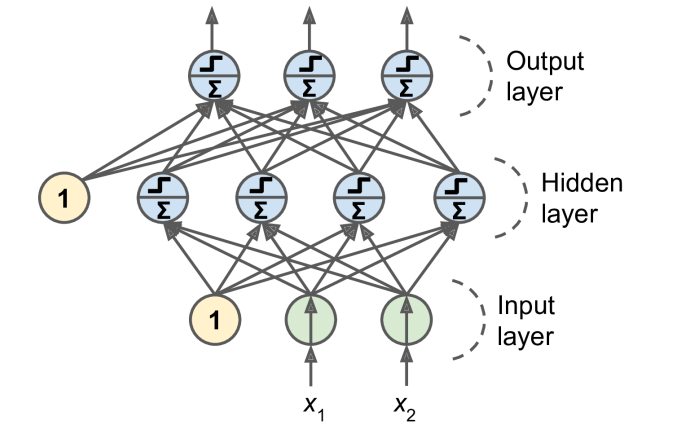 Σ Σ Σ
Output
layer
1
Σ Σ Σ Σ
Hidden
layer
1
Input
layer
x₁ x₂